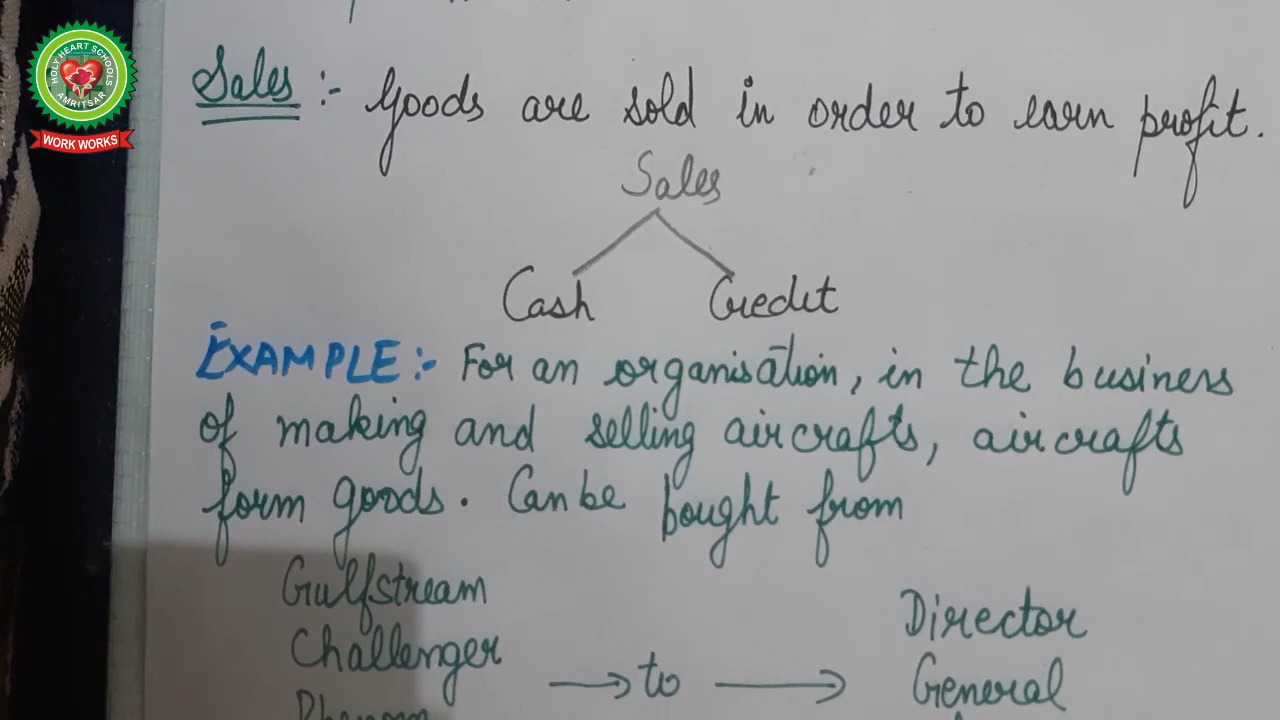 HOLY HEART SCHOOLS
AMRITSAR
WORK WORKS
Sales :- Goods are sold in order to earn profit.
Sales
Cash Credit
EXAMPLE:- For an organisation, in the business
of making and selling aircrafts, aircrafts
form goods. Can be bought from
Gulfstream
Challenger
Phenom
→ to →
Director
General